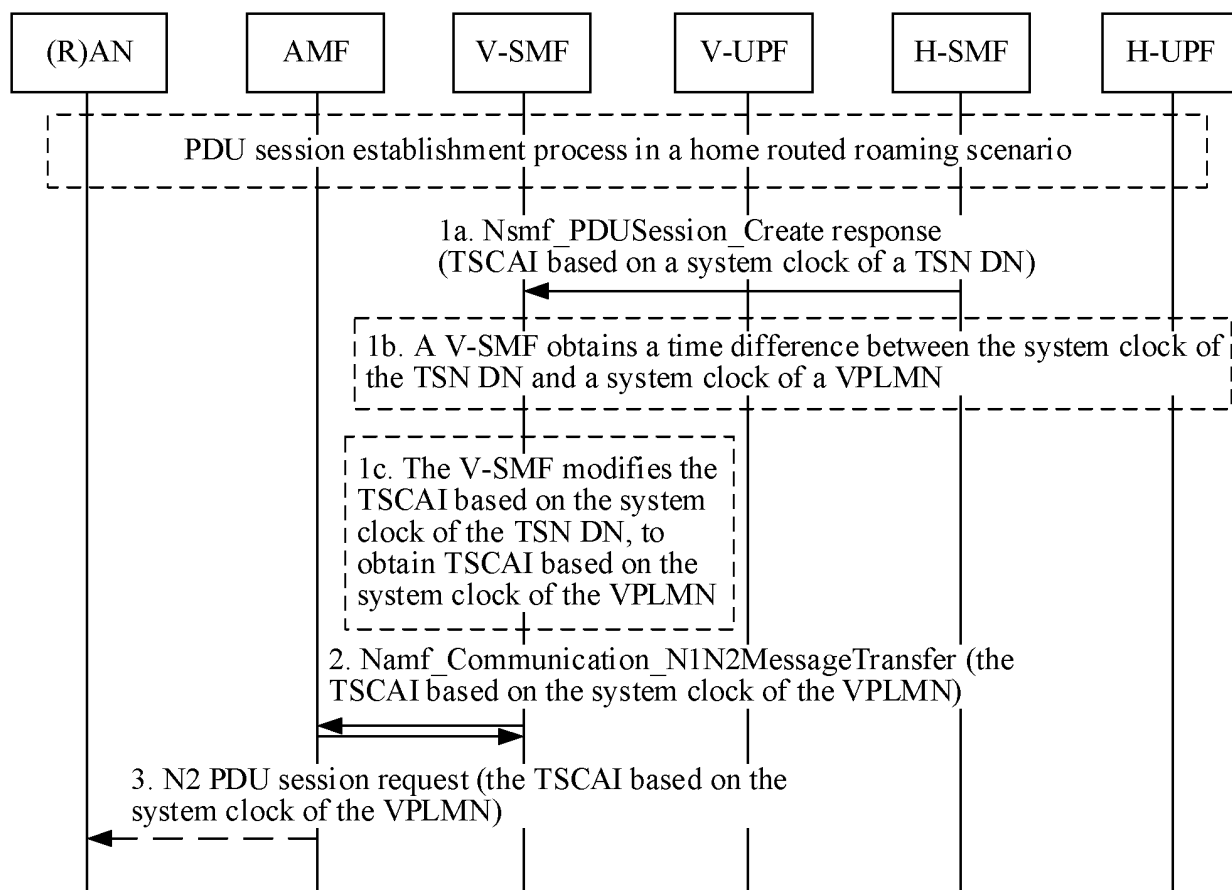 (R)AN
AMF
V-SMF
V-UPF
H-SMF
H-UPF
PDU session establishment process in a home routed roaming scenario
1a. Nsmf_PDUSession_Create response
(TSCAI based on a system clock of a TSN DN)
1b. A V-SMF obtains a time difference between the system clock of
the TSN DN and a system clock of a VPLMN
1c. The V-SMF modifies the
TSCAI based on the system
clock of the TSN DN, to
obtain TSCAI based on the
system clock of the VPLMN
2. Namf_Communication_N1N2MessageTransfer (the
TSCAI based on the system clock of the VPLMN)
3. N2 PDU session request (the TSCAI based on the
system clock of the VPLMN)